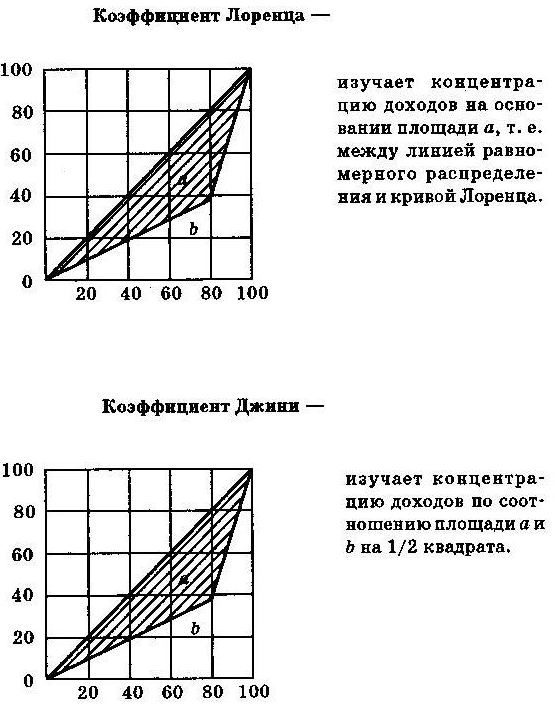 Коэффициент Лоренца —
100
80
60
40
20
0
20 40 60 80 100
a
b
изучает концентра-
цию доходов на осно-
вании площади a, т. е.
между линией равно-
мерного распределе-
ния и кривой Лоренца.
Коэффициент Джини —
100
80
60
40
20
0
20 40 60 80 100
a
b
изучает концентра-
цию доходов по соот-
ношению площади a и
b на 1/2 квадрата.